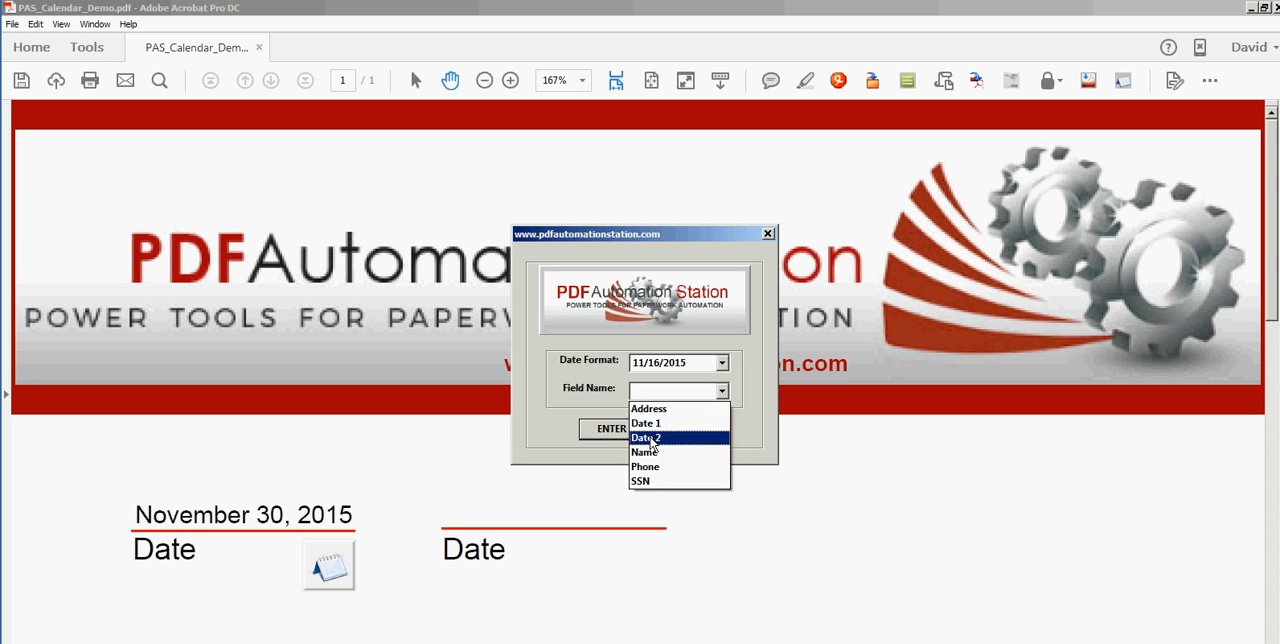 PAS_Calendar_Demo.pdf - Adobe Acrobat Pro DC
File Edit View Window Help
Home Tools PAS_Calendar_Dem... × David
1 / 1 167%
www.pdfautomationstation.com
PDFAutomation Station
POWER TOOLS FOR PAPERWORK AUTOMATION
Date Format: 11/16/2015
Field Name:
ENTER
Address
Date 1
Date 2
Name
Phone
SSN
PDFAutoma on
POWER TOOLS FOR PAPERW TION
n.com
November 30, 2015
Date
Date